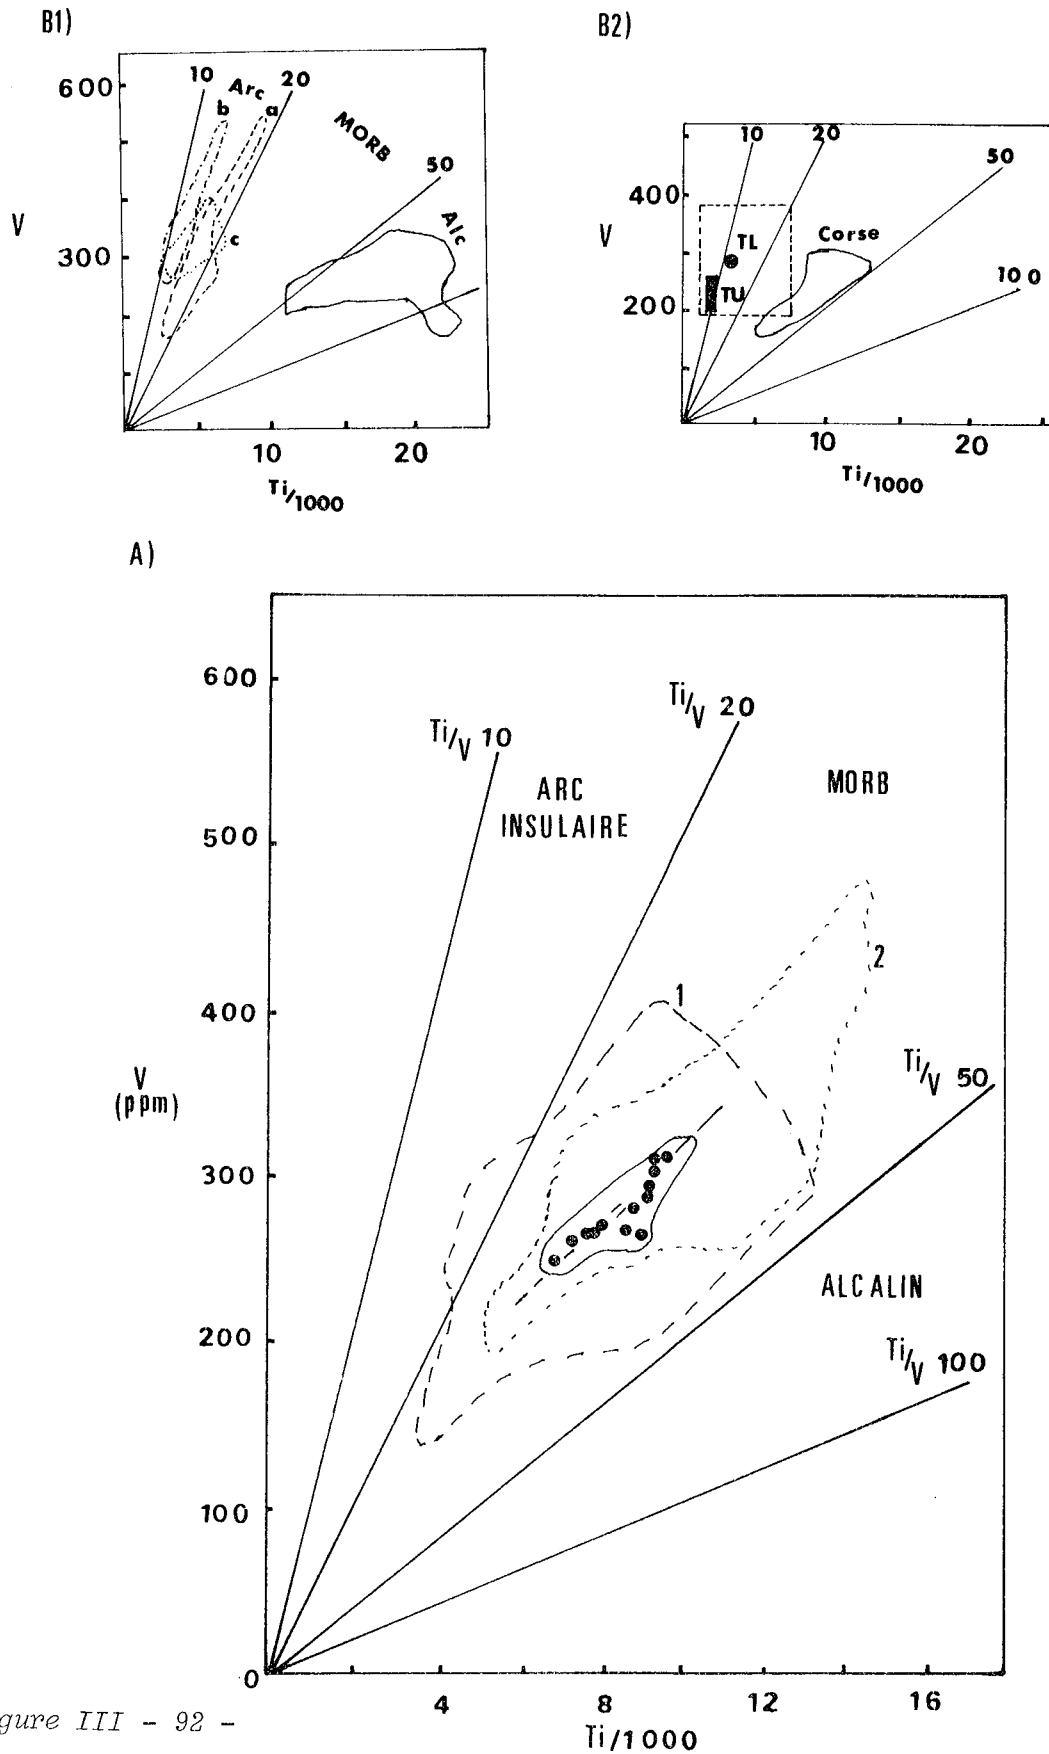 B1)
600
300
V
10
Arc
20
b
a
MORB
50
c
Alc
10
20
Ti/1000
B2)
400
200
V
10
20
50
100
TL
TU
Corse
10
20
Ti/1000
A)
600
500
400
300
200
100
0
V
(ppm)
Ti/V 10
Ti/V 20
ARC
INSULAIRE
MORB
1
2
Ti/V 50
ALCALIN
Ti/V 100
4
8
12
16
Ti/1000
gure III - 92 -